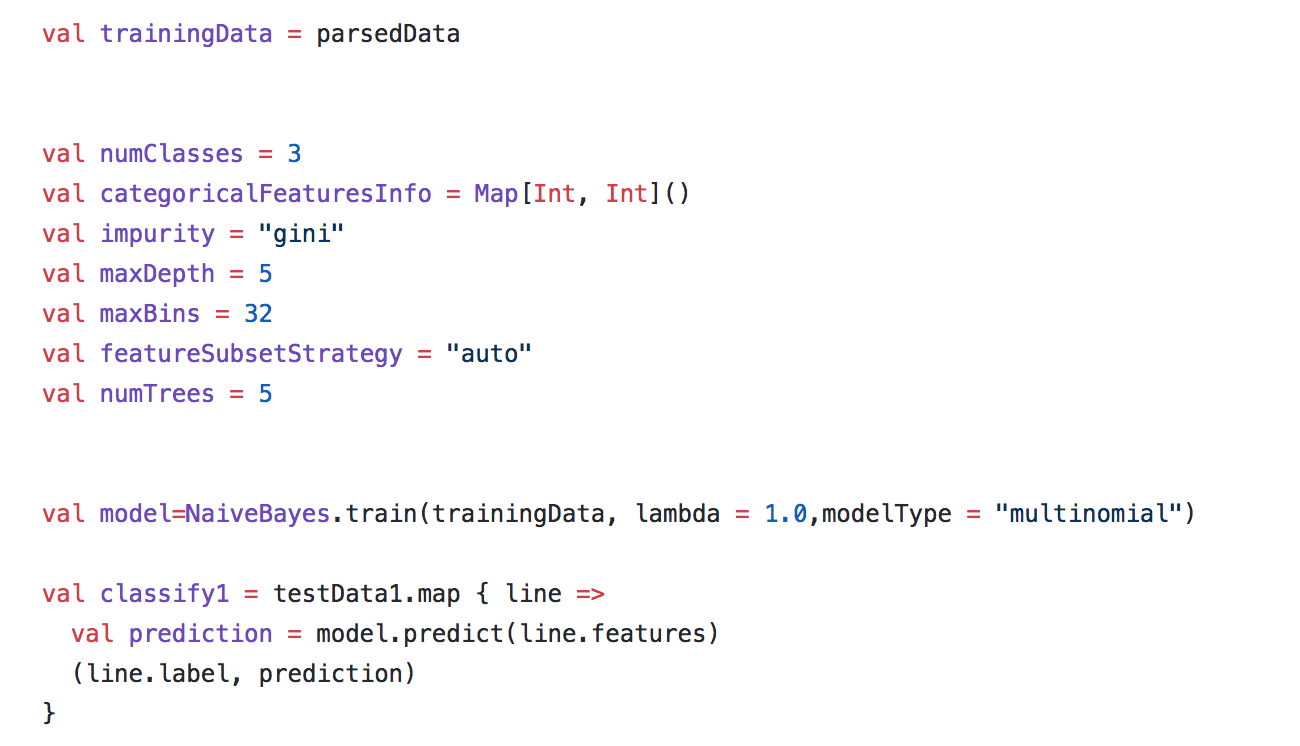 val trainingData = parsedData
val numClasses = 3
val categoricalFeaturesInfo = Map[Int, Int]()
val impurity = "gini"
val maxDepth = 5
val maxBins = 32
val featureSubsetStrategy = "auto"
val numTrees = 5
val model=NaiveBayes.train(trainingData, lambda = 1.0,modelType = "multinomial")
val classify1 = testData1.map { line =>
  val prediction = model.predict(line.features)
  (line.label, prediction)
}